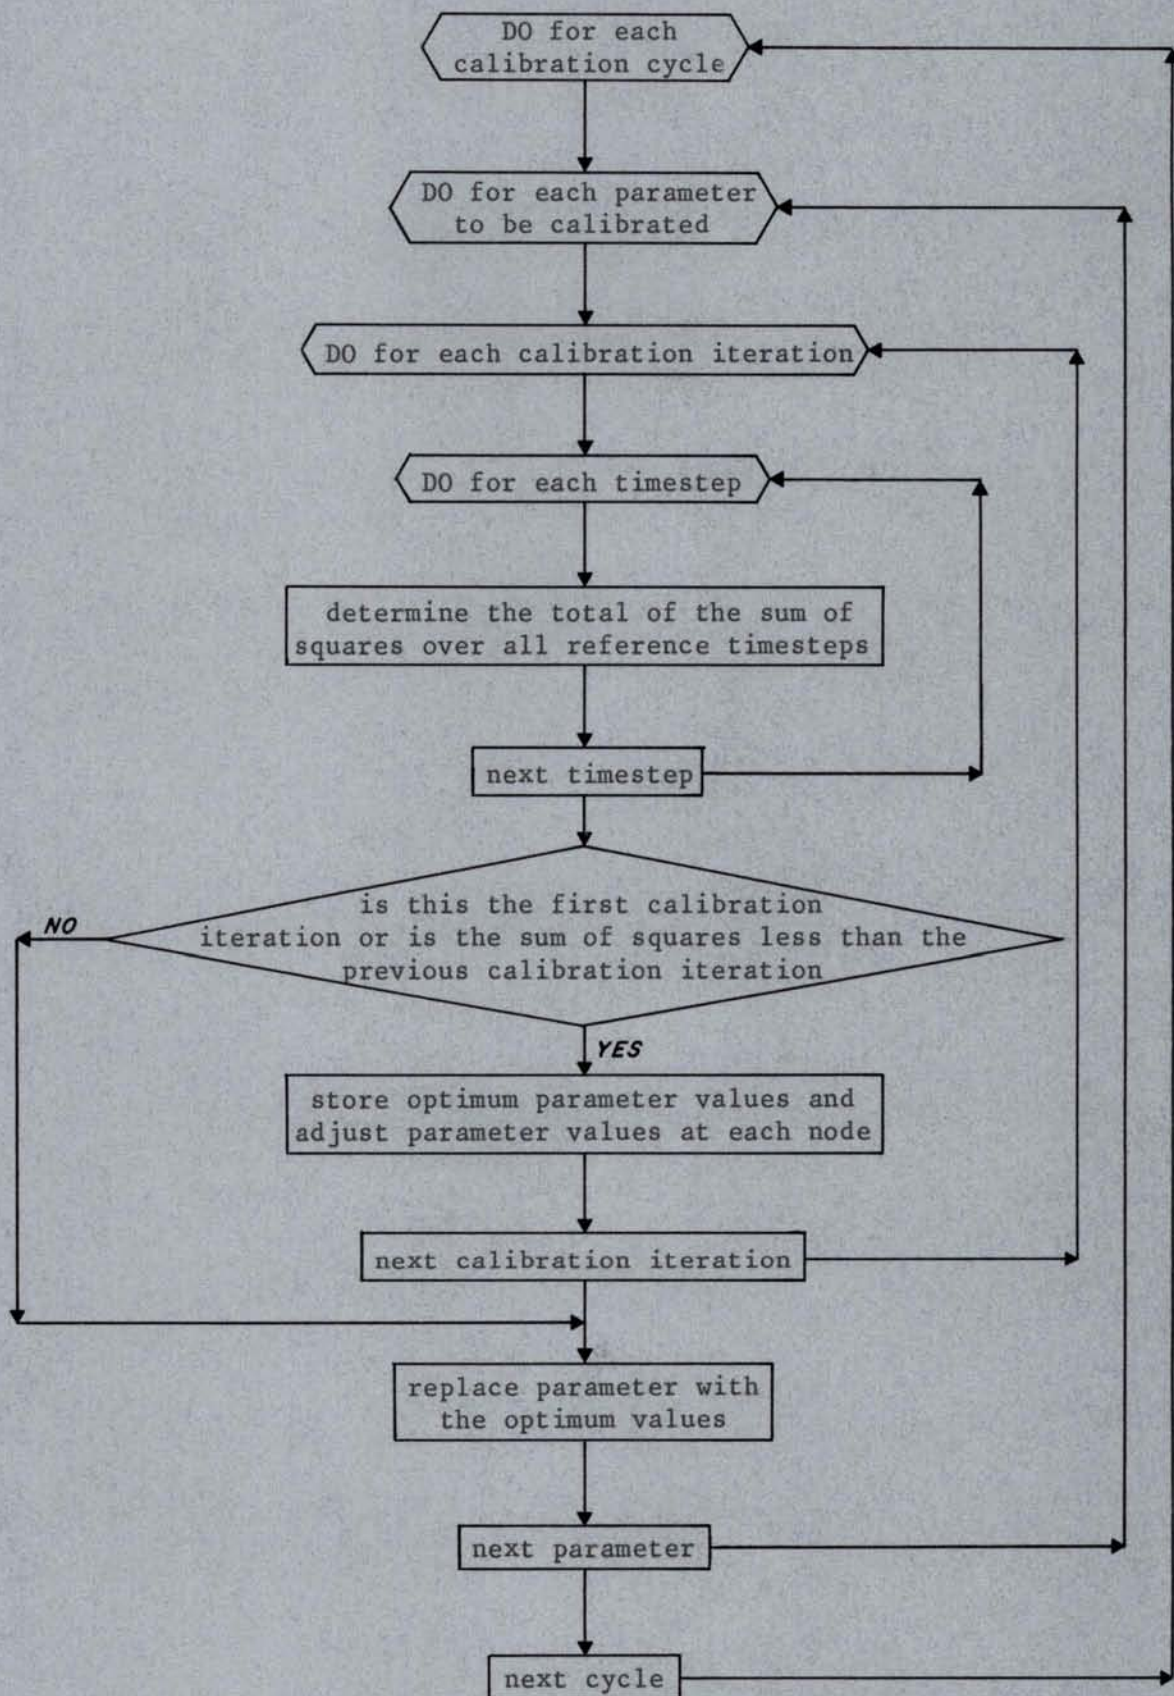 DO for each
calibration cycle
DO for each parameter
to be calibrated
DO for each calibration iteration
DO for each timestep
determine the total of the sum of
squares over all reference timesteps
next timestep
is this the first calibration
iteration or is the sum of squares less than the
previous calibration iteration
NO
YES
store optimum parameter values and
adjust parameter values at each node
next calibration iteration
replace parameter with
the optimum values
next parameter
next cycle